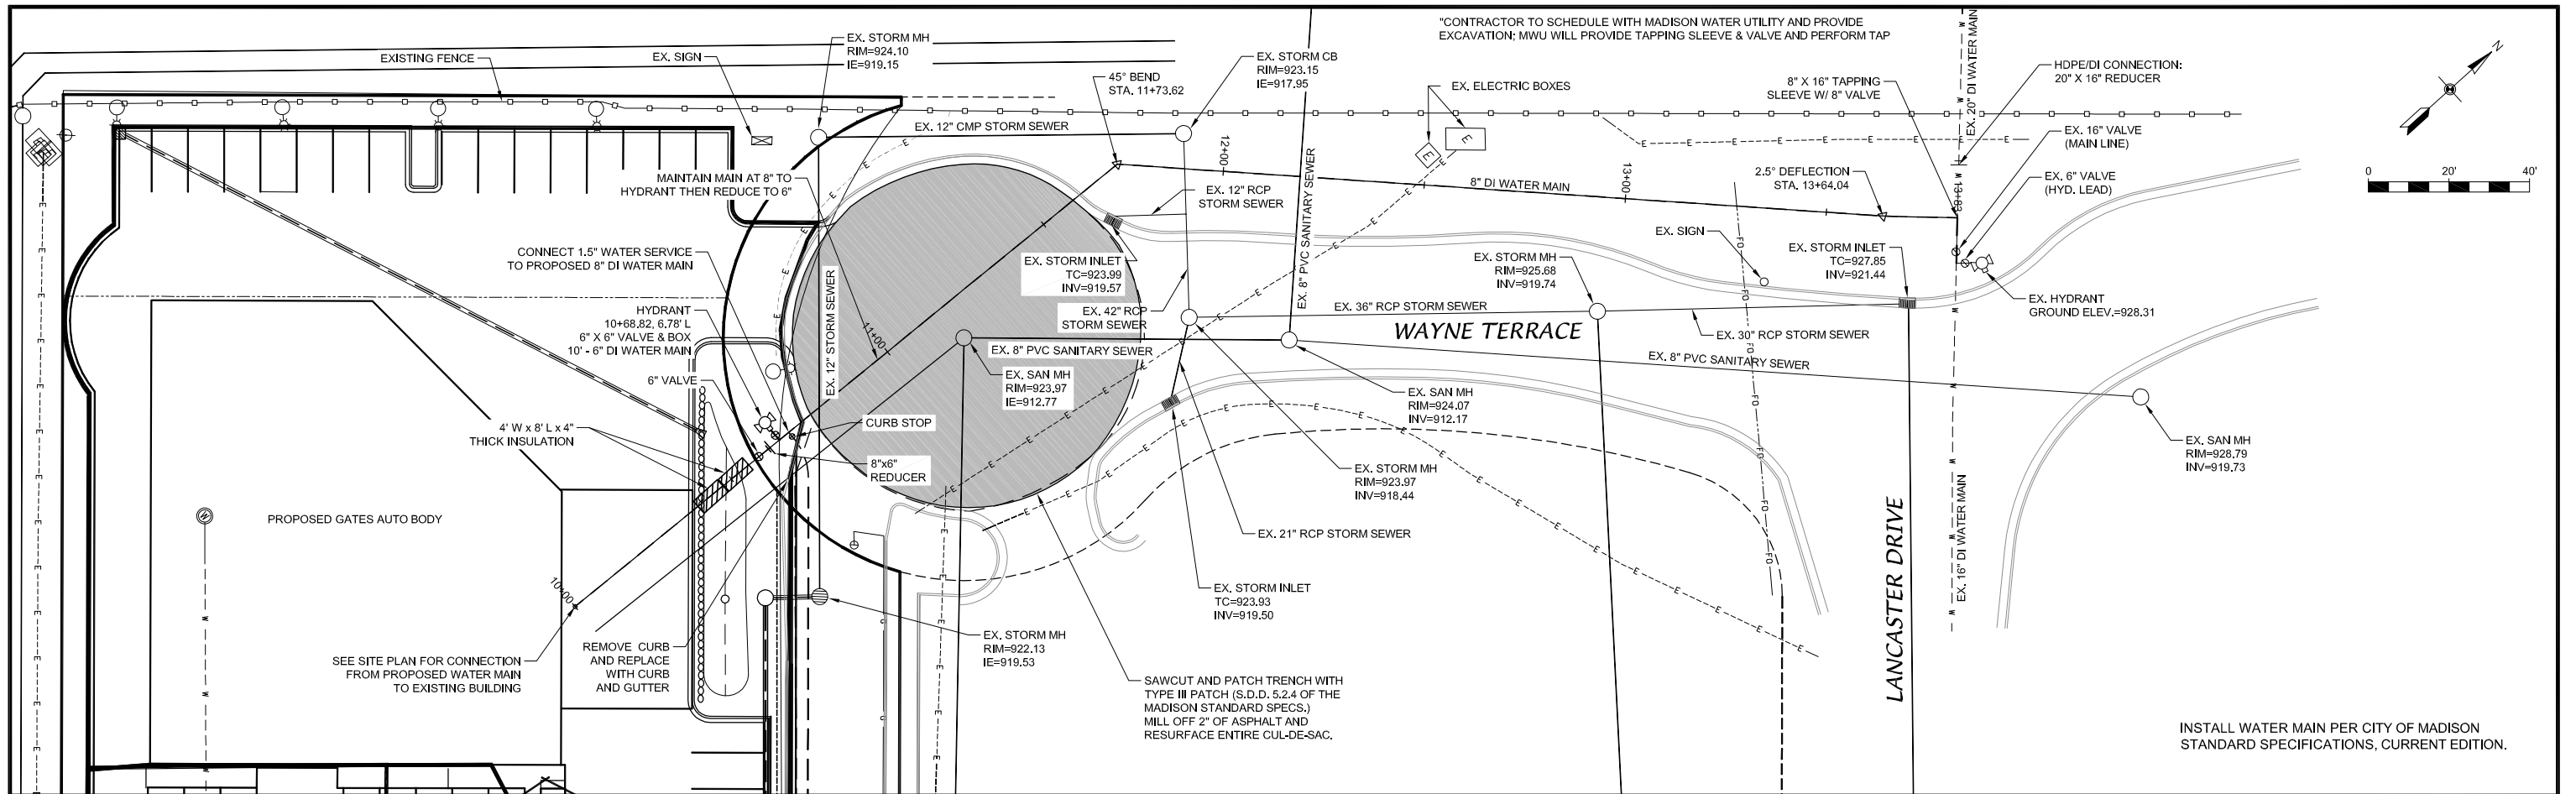 "CONTRACTOR TO SCHEDULE WITH MADISON WATER UTILITY AND PROVIDE
EXCAVATION; MWU WILL PROVIDE TAPPING SLEEVE & VALVE AND PERFORM TAP
EXISTING FENCE
EX. SIGN
EX. STORM MH
RIM=924.10
IE=919.15
45° BEND
STA. 11+73.62
EX. STORM CB
RIM=923.15
IE=917.95
EX. ELECTRIC BOXES
E
E
8" X 16" TAPPING
SLEEVE W/ 8" VALVE
EX. 20" DI WATER MAIN
HDPE/DI CONNECTION:
20" X 16" REDUCER
N
0 20' 40'
EX. 16" VALVE
(MAIN LINE)
EX. 6" VALVE
(HYD. LEAD)
EX. 12" CMP STORM SEWER
12+00
13+00
13+83
8" DI WATER MAIN
2.5° DEFLECTION
STA. 13+64.04
MAINTAIN MAIN AT 8" TO
HYDRANT THEN REDUCE TO 6"
EX. 12" RCP
STORM SEWER
EX. 8" PVC SANITARY SEWER
EX. SIGN
CONNECT 1.5" WATER SERVICE
TO PROPOSED 8" DI WATER MAIN
EX. 12" STORM SEWER
EX. STORM INLET
TC=923.99
INV=919.57
EX. STORM MH
RIM=925.68
INV=919.74
EX. STORM INLET
TC=927.85
INV=921.44
EX. HYDRANT
GROUND ELEV.=928.31
HYDRANT
10+68.82, 6.78' L
6" X 6" VALVE & BOX
10' - 6" DI WATER MAIN
11+00
EX. 42" RCP
STORM SEWER
EX. 36" RCP STORM SEWER
WAYNE TERRACE
EX. 30" RCP STORM SEWER
EX. 8" PVC SANITARY SEWER
EX. 8" PVC SANITARY SEWER
6" VALVE
EX. SAN MH
RIM=923.97
IE=912.77
EX. SAN MH
RIM=924.07
INV=912.17
4' W x 8' L x 4"
THICK INSULATION
CURB STOP
8"x6"
REDUCER
EX. STORM MH
RIM=923.97
INV=918.44
EX. SAN MH
RIM=928.79
INV=919.73
PROPOSED GATES AUTO BODY
W
EX. 21" RCP STORM SEWER
LANCASTER DRIVE
EX. 16" DI WATER MAIN
10+00
EX. STORM INLET
TC=923.93
INV=919.50
EX. STORM MH
RIM=922.13
IE=919.53
SEE SITE PLAN FOR CONNECTION
FROM PROPOSED WATER MAIN
TO EXISTING BUILDING
REMOVE CURB
AND REPLACE
WITH CURB
AND GUTTER
SAWCUT AND PATCH TRENCH WITH
TYPE III PATCH (S.D.D. 5.2.4 OF THE
MADISON STANDARD SPECS.)
MILL OFF 2" OF ASPHALT AND
RESURFACE ENTIRE CUL-DE-SAC.
INSTALL WATER MAIN PER CITY OF MADISON
STANDARD SPECIFICATIONS, CURRENT EDITION.